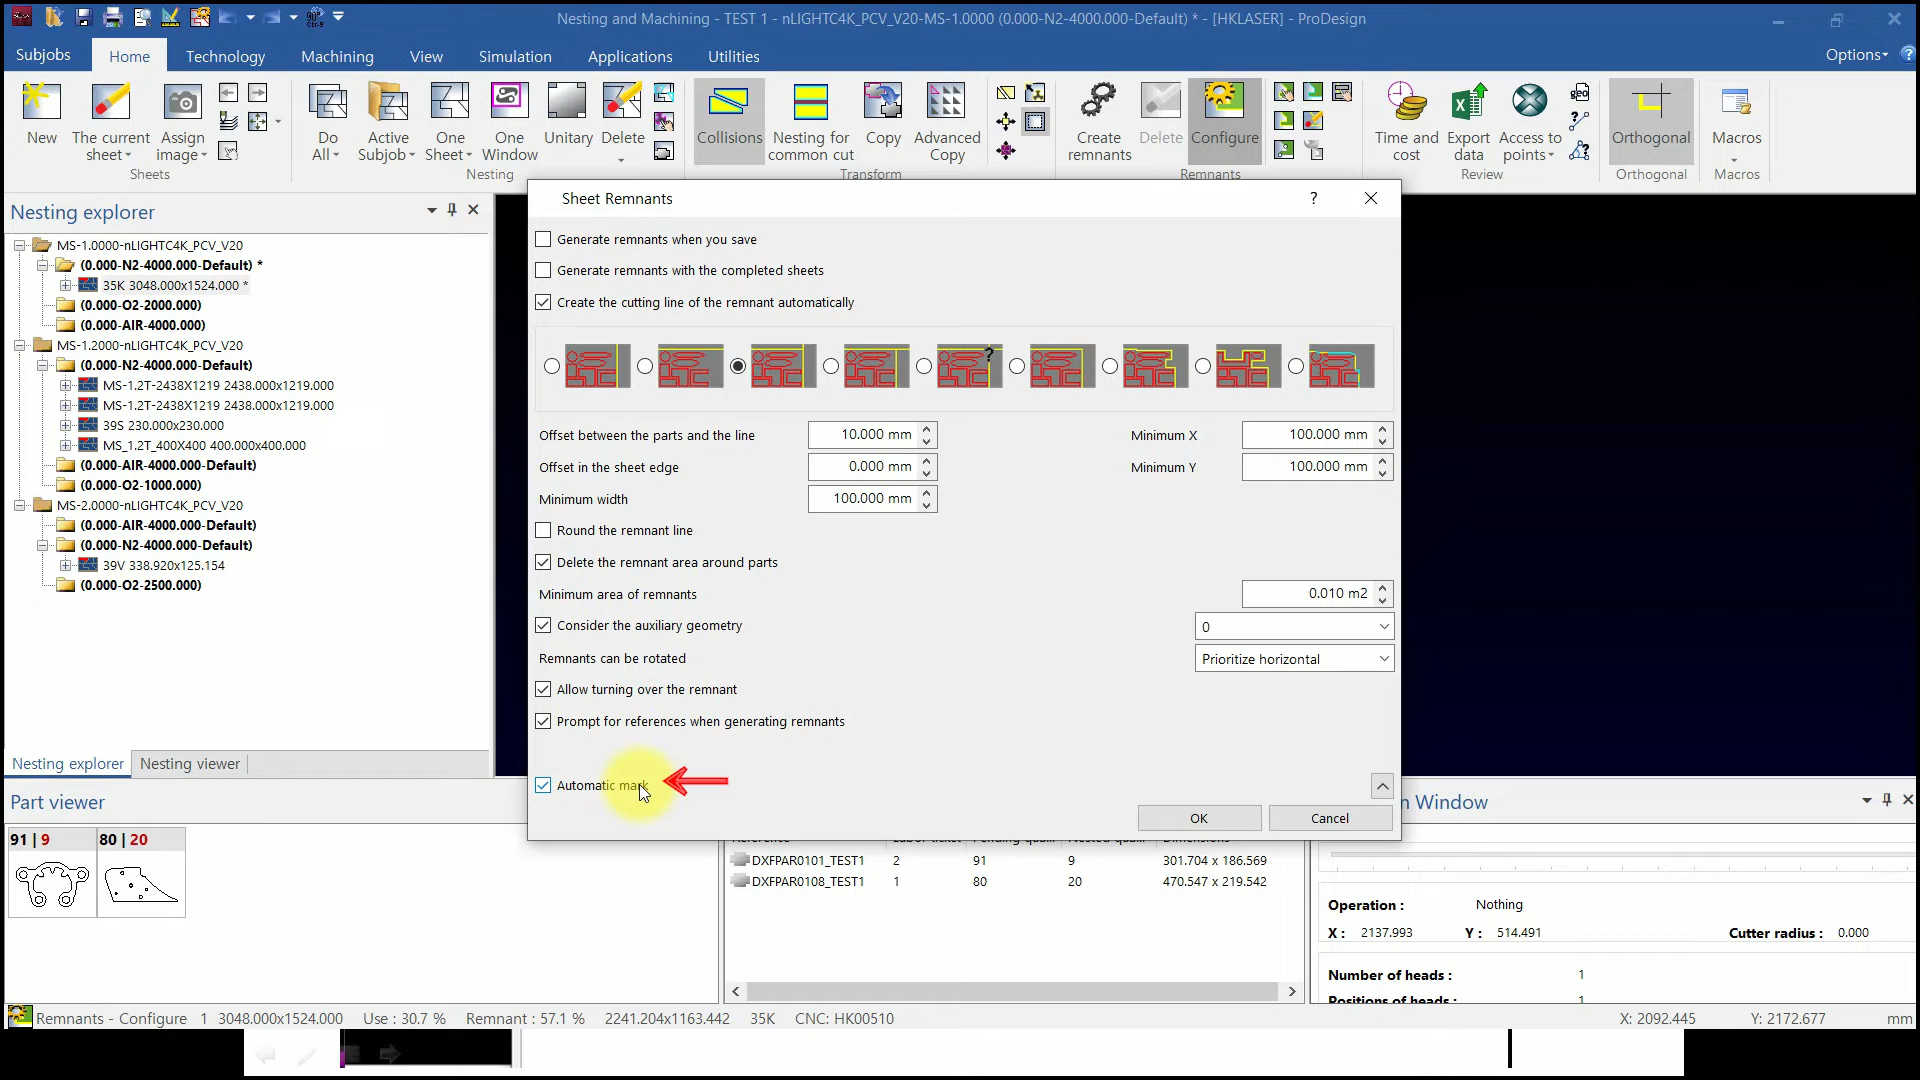 Nesting and Machining - TEST 1 - nLIGHTC4K_PCV_V20-MS-1.0000 (0.000-N2-4000.000-Default) * - [HKLASER] - ProDesign
Subjobs Home Technology Machining View Simulation Applications Utilities Options
New The current sheet Assign image
Do All Active Subjob One Sheet One Window Unitary Delete
Collisions Nesting for common cut Copy Advanced Copy
Create remnants Delete Configure
Time and cost Export data Access to points Orthogonal Macros
Sheets Nesting Transform Remnants Review Orthogonal Macros
Nesting explorer
MS-1.0000-nLIGHTC4K_PCV_V20
(0.000-N2-4000.000-Default) *
35K 3048.000x1524.000 *
(0.000-O2-2000.000)
(0.000-AIR-4000.000)
MS-1.2000-nLIGHTC4K_PCV_V20
(0.000-N2-4000.000-Default)
MS-1.2T-2438X1219 2438.000x1219.000
MS-1.2T-2438X1219 2438.000x1219.000
39S 230.000x230.000
MS_1.2T_400X400 400.000x400.000
(0.000-AIR-4000.000-Default)
(0.000-O2-1000.000)
MS-2.0000-nLIGHTC4K_PCV_V20
(0.000-AIR-4000.000-Default)
(0.000-N2-4000.000-Default)
39V 338.920x125.154
(0.000-O2-2500.000)
Nesting explorer Nesting viewer
Sheet Remnants ?
Generate remnants when you save
Generate remnants with the completed sheets
Create the cutting line of the remnant automatically
?
Offset between the parts and the line 10.000 mm Minimum X 100.000 mm
Offset in the sheet edge 0.000 mm Minimum Y 100.000 mm
Minimum width 100.000 mm
Round the remnant line
Delete the remnant area around parts
Minimum area of remnants 0.010 m2
Consider the auxiliary geometry 0
Remnants can be rotated Prioritize horizontal
Allow turning over the remnant
Prompt for references when generating remnants
Automatic mark
OK Cancel
Part viewer
91 | 9 80 | 20
DXFPAR0101_TEST1 2 91 9 301.704 x 186.569
DXFPAR0108_TEST1 1 80 20 470.547 x 219.542
Window
Operation : Nothing
X : 2137.993 Y : 514.491 Cutter radius : 0.000
Number of heads : 1
Positions of heads : 1
Remnants - Configure 1 3048.000x1524.000 Use : 30.7 % Remnant : 57.1 % 2241.204x1163.442 35K CNC: HK00510 X: 2092.445 Y: 2172.677 mm